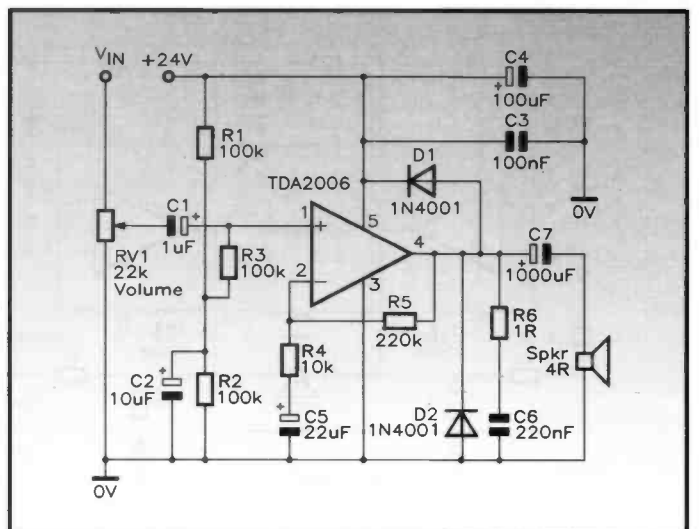 VIN +24V
C4
+
100uF
C3
100nF
R1
100k
D1
1N4001
0V
TDA2006
C1
+
1uF
1
+
5
4
C7
+
1000uF
RV1
22k
Volume
R3
100k
2
−
3
R5
220k
R6
1R
R4
10k
Spkr
4R
C2
+
10uF
R2
100k
+
C5
22uF
D2
1N4001
C6
220nF
0V